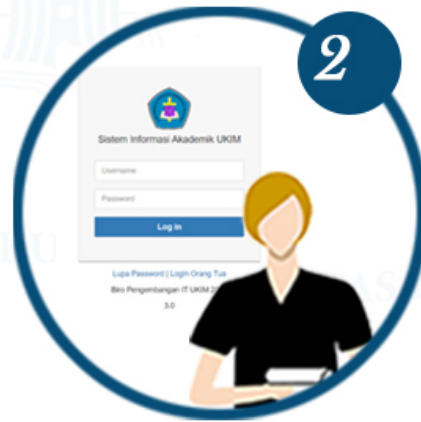 2
Sistem Informasi Akademik UKIM
Username
Password
Log in
Lupa Password | Login Orang Tua
Biro Pengembangan IT UKIM
3.0